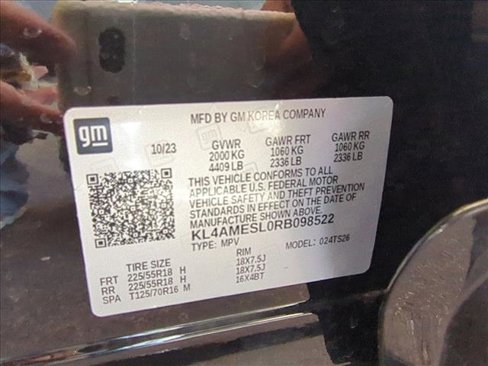 gm
MFD BY GM KOREA COMPANY
10/23 GVWR GAWR FRT GAWR RR
2000 KG 1060 KG 1060 KG
4409 LB 2336 LB 2336 LB
THIS VEHICLE CONFORMS TO ALL
APPLICABLE U.S. FEDERAL MOTOR
VEHICLE SAFETY AND THEFT PREVENTION
STANDARDS IN EFFECT ON THE DATE OF
MANUFACTURE SHOWN ABOVE.
KL4AMESL0RB098522
TYPE: MPV MODEL: 024TS26
TIRE SIZE RIM
FRT 225/55R18 H 18X7.5J
RR 225/55R18 H 18X7.5J
SPA T125/70R16 M 16X4BT